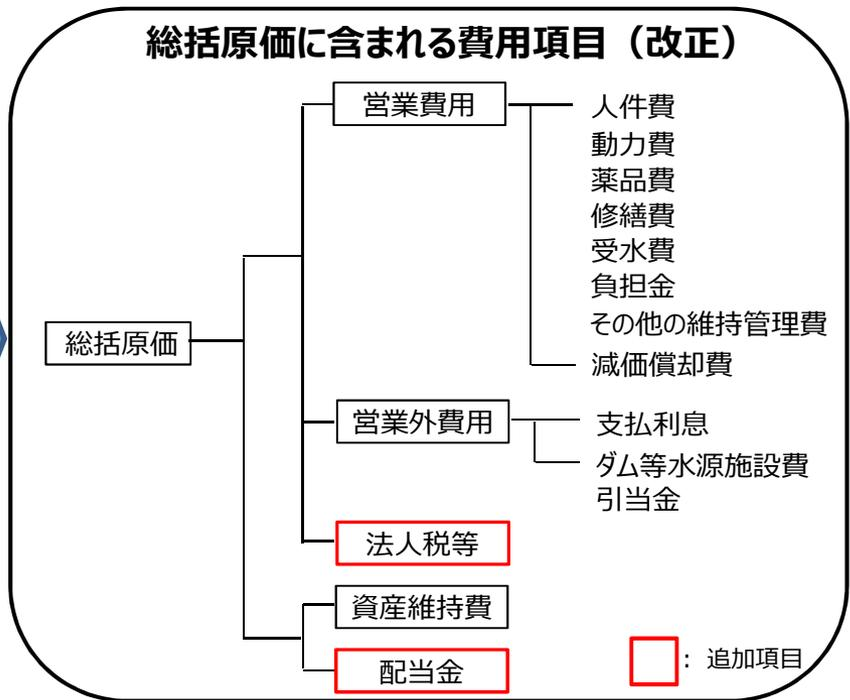 総括原価に含まれる費用項目（改正）
営業費用
人件費
動力費
薬品費
修繕費
受水費
負担金
その他の維持管理費
減価償却費
総括原価
営業外費用
支払利息
ダム等水源施設費
引当金
法人税等
資産維持費
配当金
：追加項目